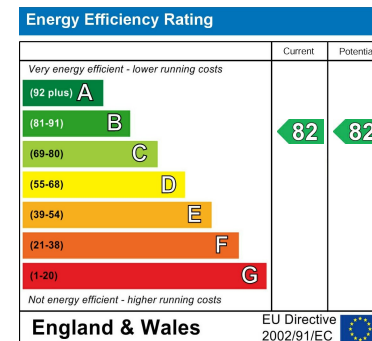 Energy Efficiency Rating
Current Potentia
Very energy efficient - lower running costs
(92 plus) A
(81-91) B
82 82
(69-80) C
(55-68) D
(39-54) E
(21-38) F
(1-20) G
Not energy efficient - higher running costs
England & Wales
EU Directive
2002/91/EC